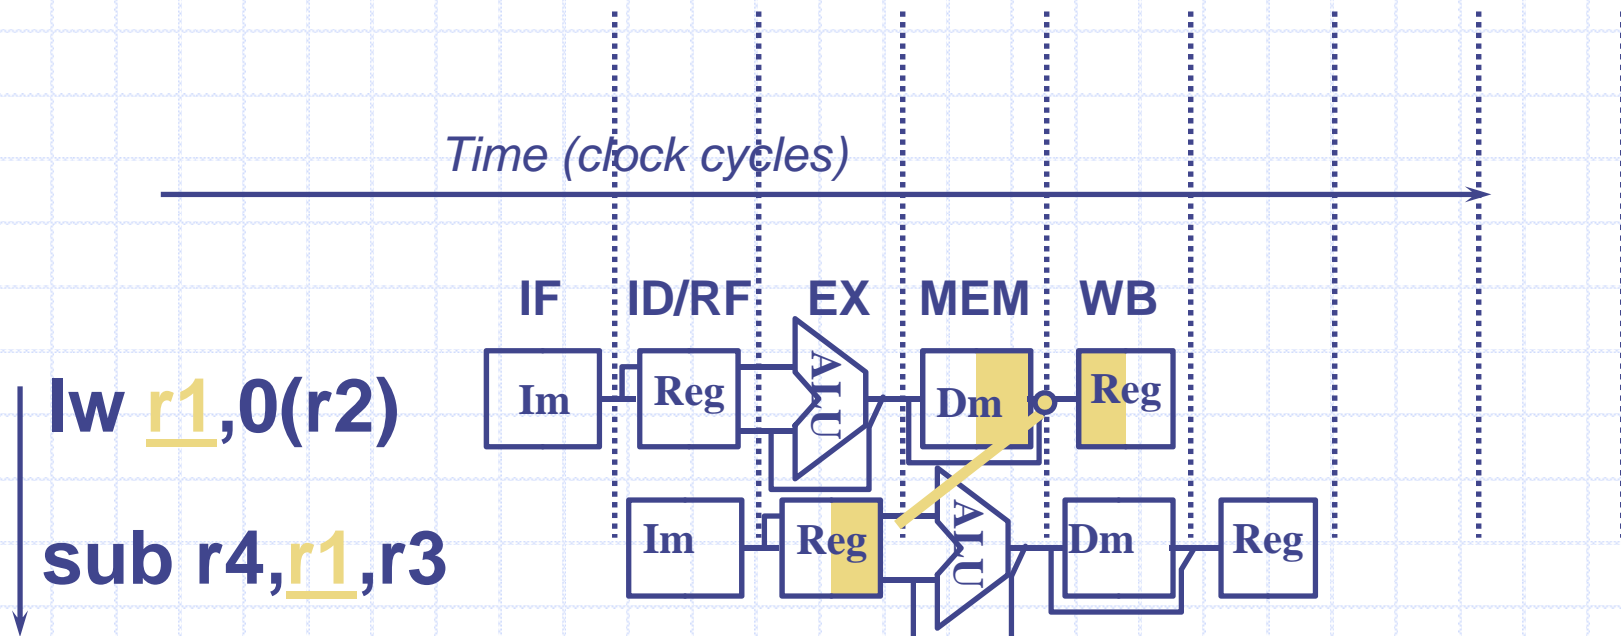 Time (clock cycles)
IF ID/RF EX MEM WB
lw r1,0(r2)
Im Reg ALU Dm Reg
sub r4,r1,r3
Im Reg ALU Dm Reg